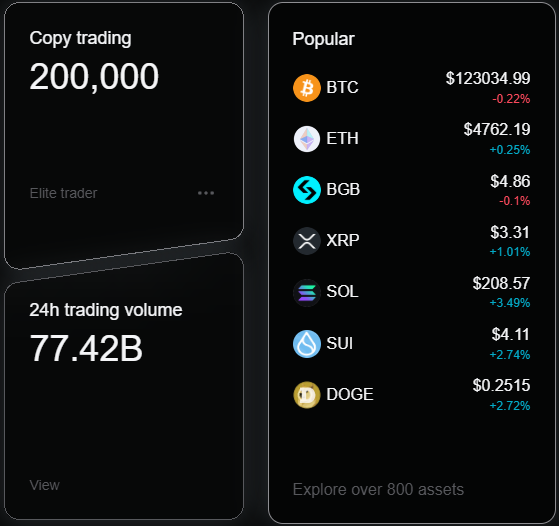 Copy trading
200,000
Elite trader
24h trading volume
77.42B
View
Popular
BTC $123034.99
-0.22%
ETH $4762.19
+0.25%
BGB $4.86
-0.1%
XRP $3.31
+1.01%
SOL $208.57
+3.49%
SUI $4.11
+2.74%
DOGE $0.2515
+2.72%
Explore over 800 assets